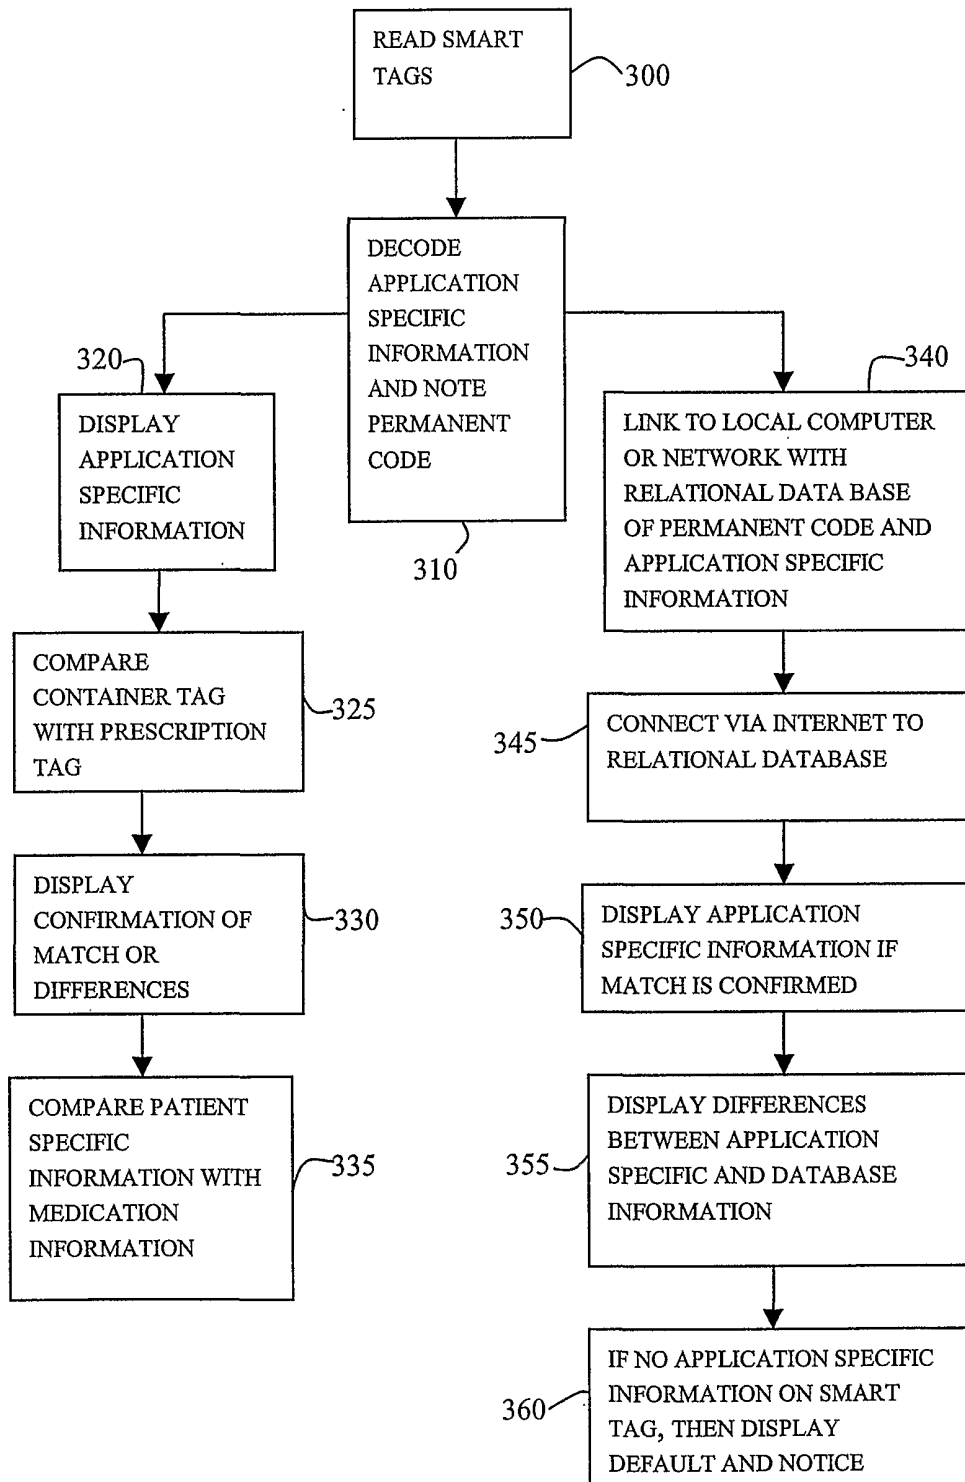 READ SMART
TAGS
300
DECODE
APPLICATION
SPECIFIC
INFORMATION
AND NOTE
PERMANENT
CODE
310
320
DISPLAY
APPLICATION
SPECIFIC
INFORMATION
COMPARE
CONTAINER TAG
WITH PRESCRIPTION
TAG
325
DISPLAY
CONFIRMATION OF
MATCH OR
DIFFERENCES
330
COMPARE PATIENT
SPECIFIC
INFORMATION WITH
MEDICATION
INFORMATION
335
340
LINK TO LOCAL COMPUTER
OR NETWORK WITH
RELATIONAL DATA BASE
OF PERMANENT CODE AND
APPLICATION SPECIFIC
INFORMATION
345
CONNECT VIA INTERNET TO
RELATIONAL DATABASE
350
DISPLAY APPLICATION
SPECIFIC INFORMATION IF
MATCH IS CONFIRMED
355
DISPLAY DIFFERENCES
BETWEEN APPLICATION
SPECIFIC AND DATABASE
INFORMATION
360
IF NO APPLICATION SPECIFIC
INFORMATION ON SMART
TAG, THEN DISPLAY
DEFAULT AND NOTICE